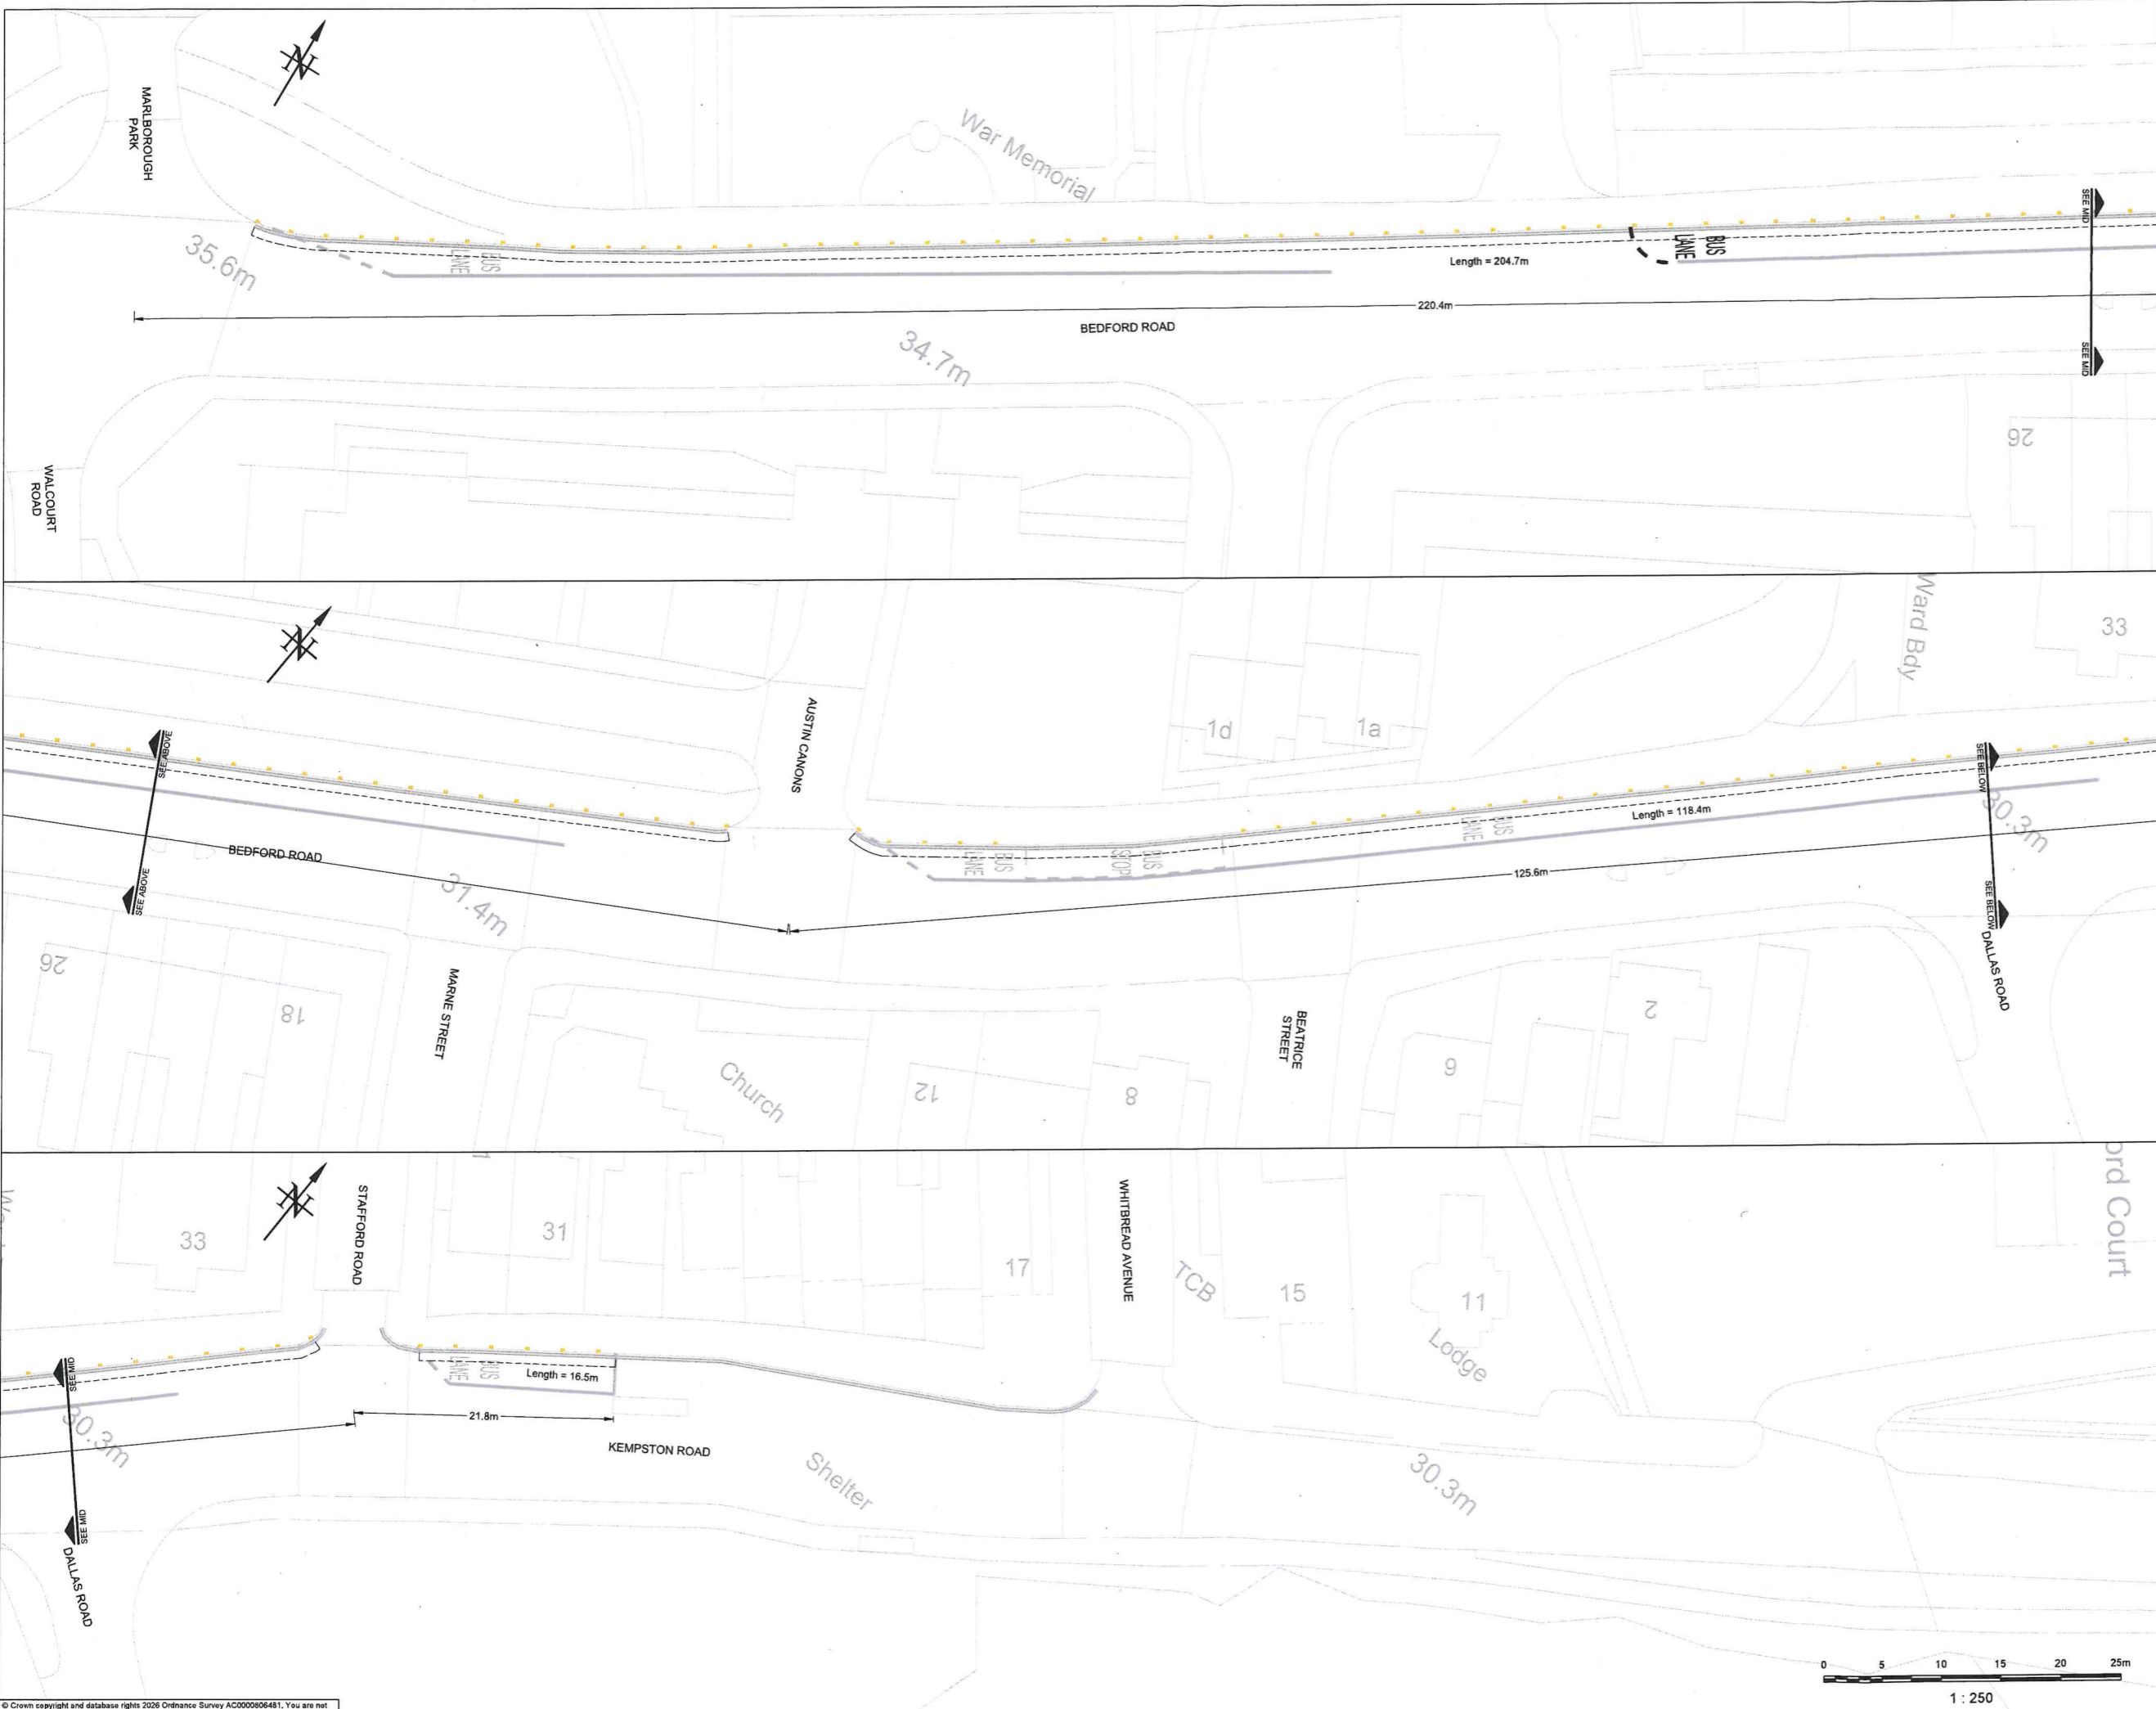 N
MARLBOROUGH
PARK
War Memorial
SEE MID
35.6m
BUS
LANE
BUS
LANE
Length = 204.7m
220.4m
BEDFORD ROAD
34.7m
SEE MID
26
WALCOURT
ROAD
N
Ward Bdy
33
AUSTIN CANONS
1d
1a
SEE ABOVE
SEE BELOW
30.3m
BUS
LANE
Length = 118.4m
BEDFORD ROAD
BUS
LANE
BUS
STOP
125.6m
SEE ABOVE
31.4m
SEE BELOW
DALLAS ROAD
26
18
MARNE STREET
Church
12
8
BEATRICE
STREET
6
2
N
STAFFORD ROAD
33
31
17
WHITBREAD AVENUE
TCB
15
11
Lodge
ord Court
SEE MID
BUS
LANE
Length = 16.5m
21.8m
30.3m
KEMPSTON ROAD
Shelter
30.3m
SEE MID
DALLAS ROAD
0 5 10 15 20 25m
1 : 250
© Crown copyright and database rights 2026 Ordnance Survey AC0000806481, You are not